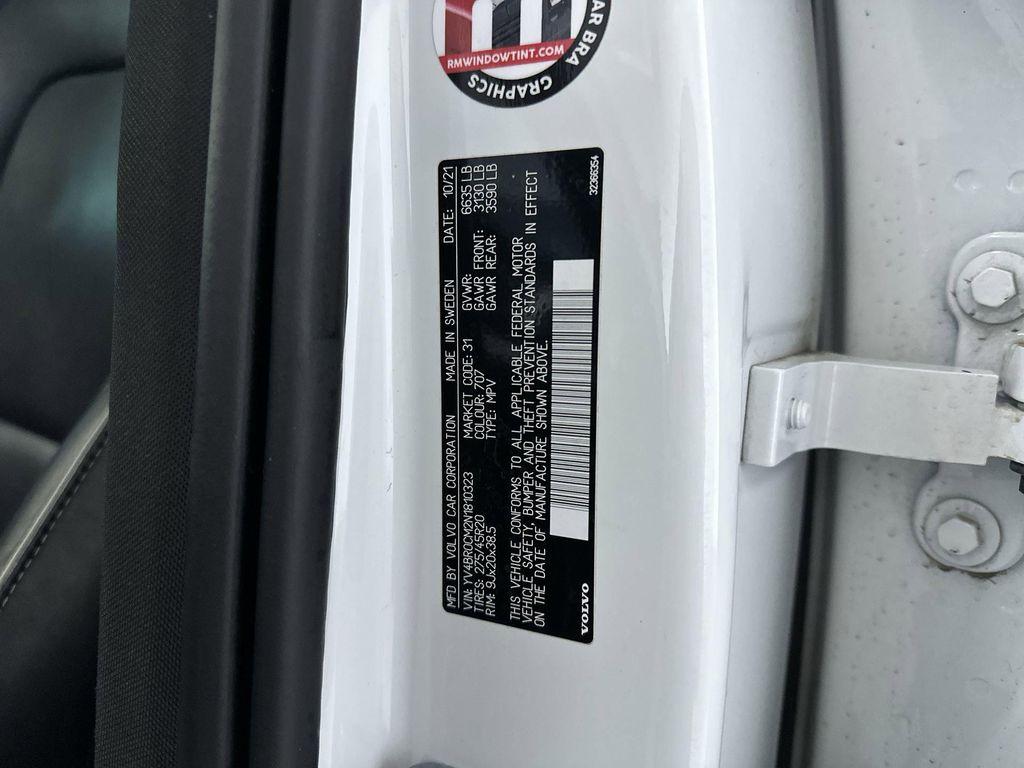 CAR BRA
RMWINDOWTINT.COM
GRAPHICS
MFD BY VOLVO CAR CORPORATION MADE IN SWEDEN DATE: 10/21
VIN: YV4BR0CM2N1810323 MARKET CODE: 31 GVWR: 6635 LB
TIRES: 275/45R20 COLOUR: 707 GAWR FRONT: 3130 LB
RIM: 9Jx20x38.5 TYPE: MPV GAWR REAR: 3590 LB
THIS VEHICLE CONFORMS TO ALL APPLICABLE FEDERAL MOTOR
VEHICLE SAFETY, BUMPER AND THEFT PREVENTION STANDARDS IN EFFECT
ON THE DATE OF MANUFACTURE SHOWN ABOVE.
VOLVO
32366354